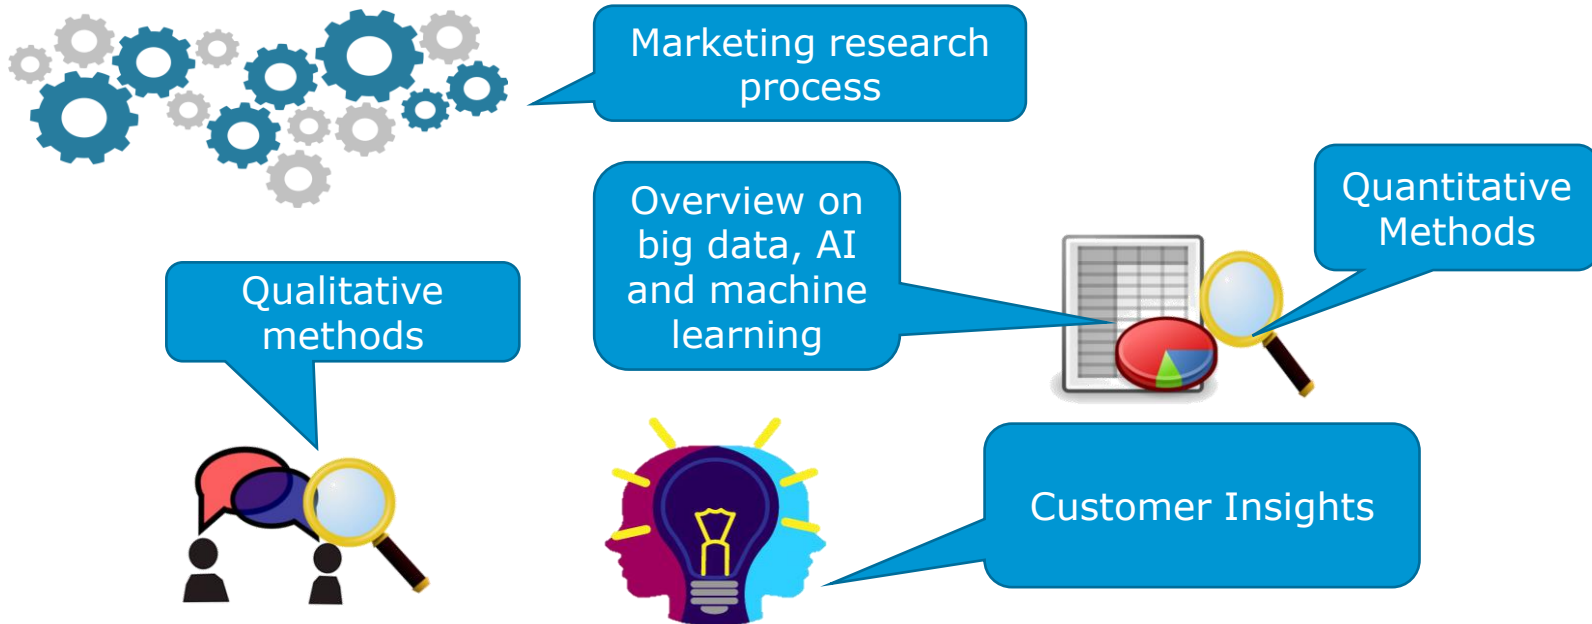 Marketing research
process
Overview on
big data, AI
and machine
learning
Quantitative
Methods
Qualitative
methods
Customer Insights